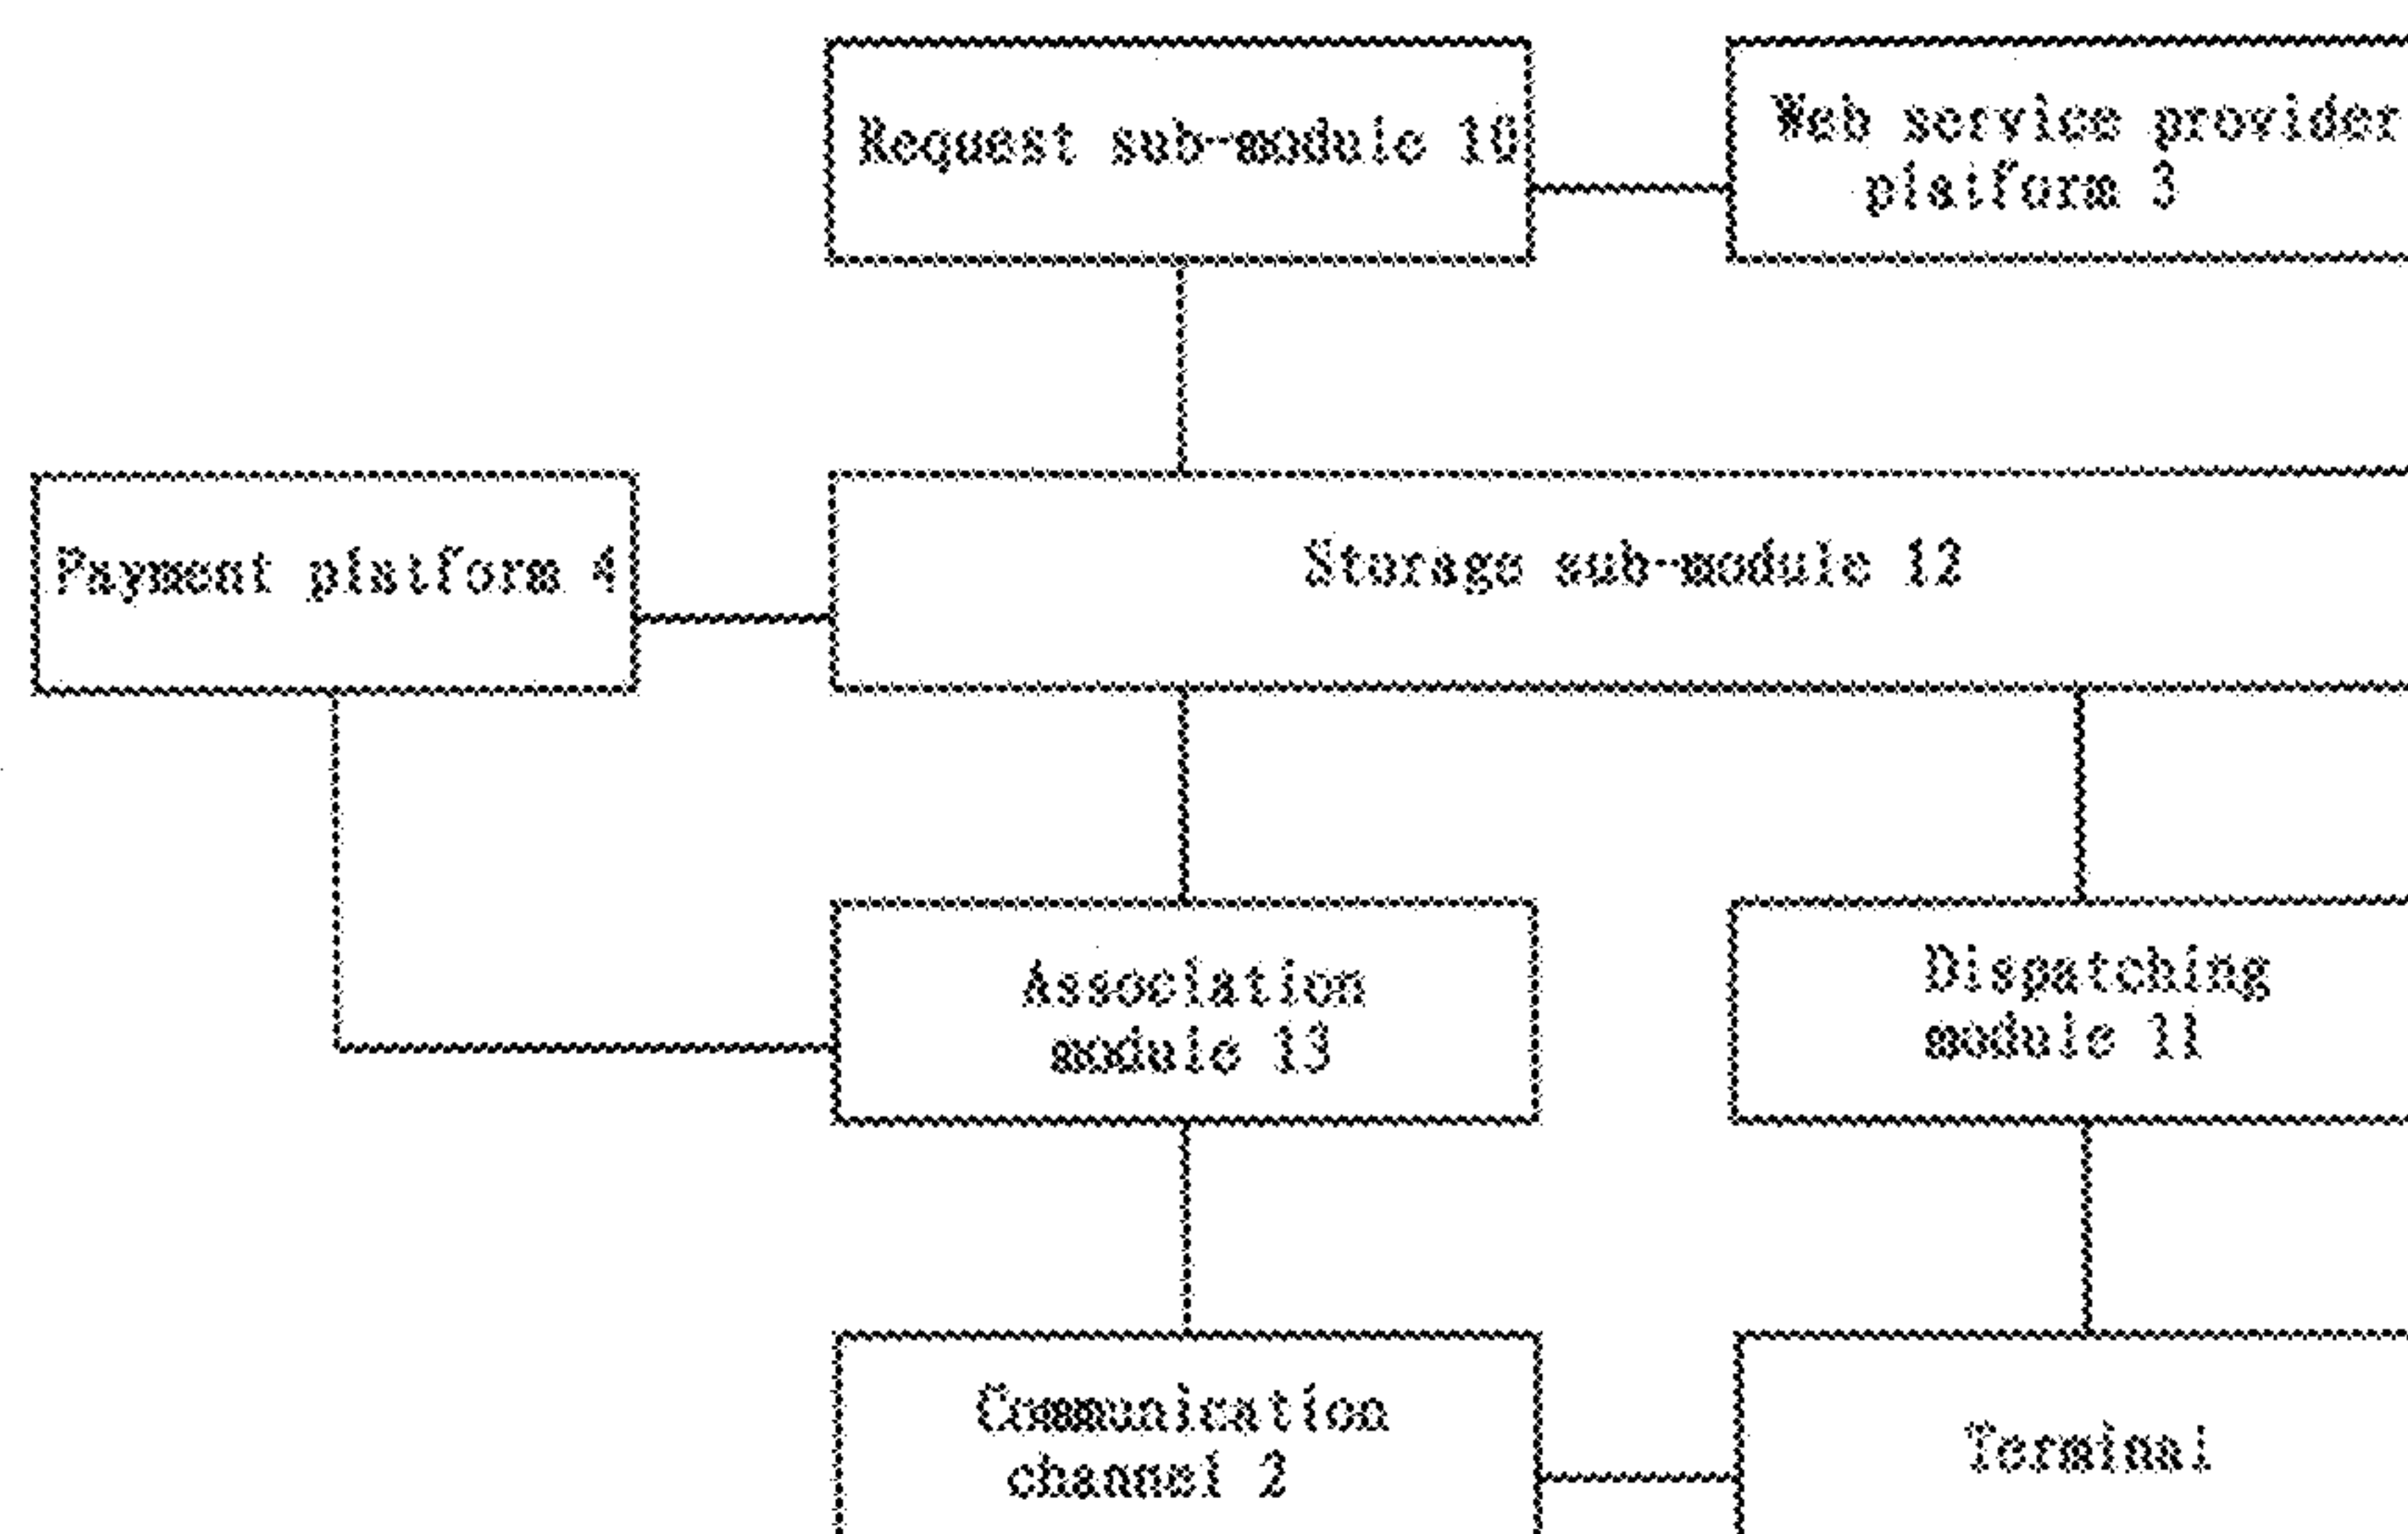 Request sub-module 10
Web service provider
platform 3
Payment platform 4
Storage sub-module 12
Association
module 13
Dispatching
module 11
Communication
channel 2
Terminal